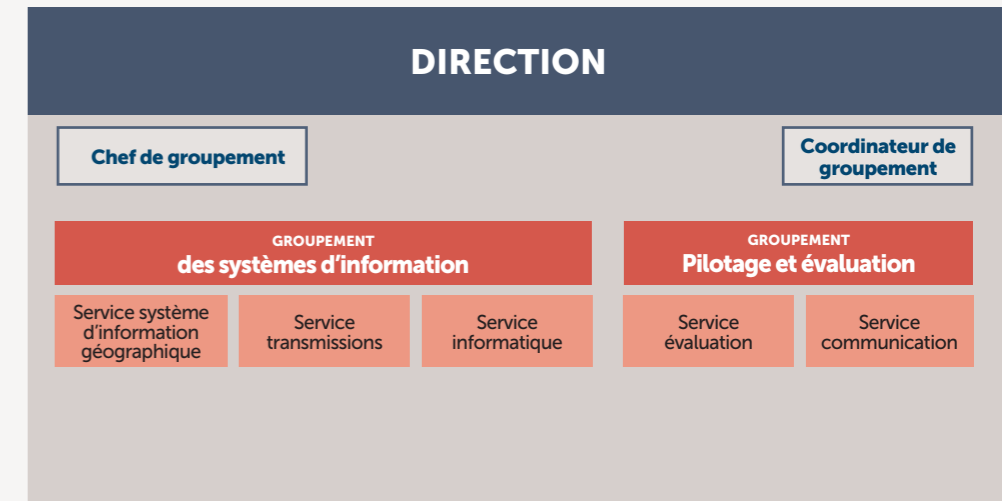 DIRECTION
Chef de groupement
Coordinateur de
groupement
GROUPEMENT
des systèmes d'information
GROUPEMENT
Pilotage et évaluation
Service système
d'information
géographique
Service
transmissions
Service
informatique
Service
évaluation
Service
communication